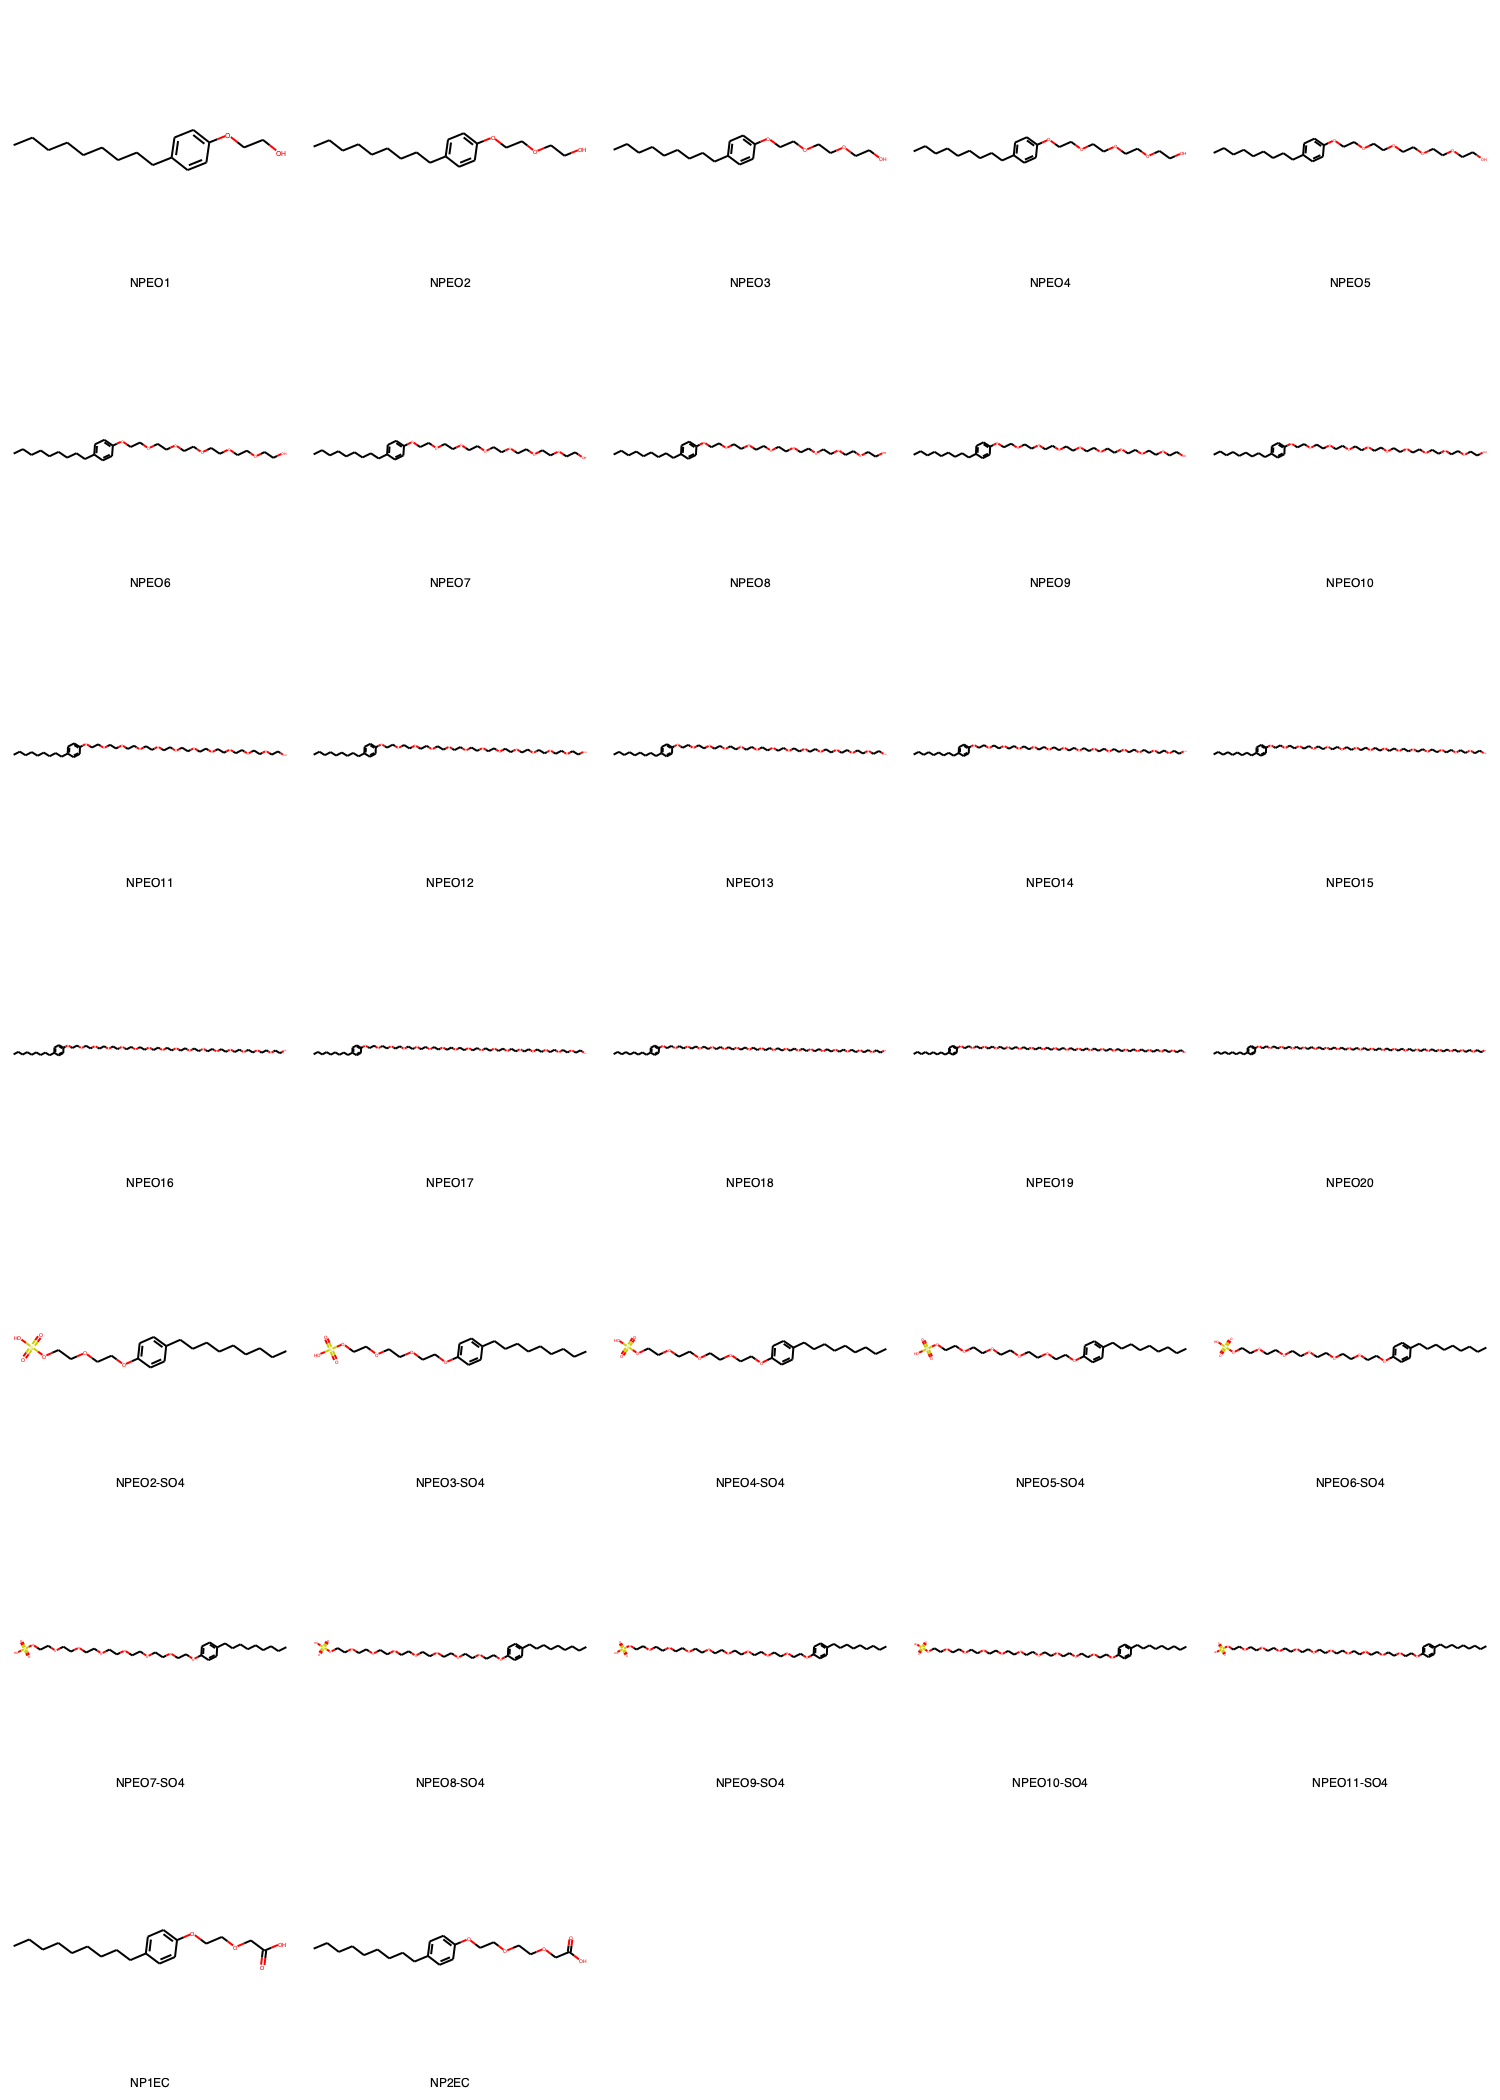 NPEO1 NPEO2 NPEO3 NPEO4 NPEO5
NPEO6 NPEO7 NPEO8 NPEO9 NPEO10
NPEO11 NPEO12 NPEO13 NPEO14 NPEO15
NPEO16 NPEO17 NPEO18 NPEO19 NPEO20
NPEO2-SO4 NPEO3-SO4 NPEO4-SO4 NPEO5-SO4 NPEO6-SO4
NPEO7-SO4 NPEO8-SO4 NPEO9-SO4 NPEO10-SO4 NPEO11-SO4
NP1EC NP2EC